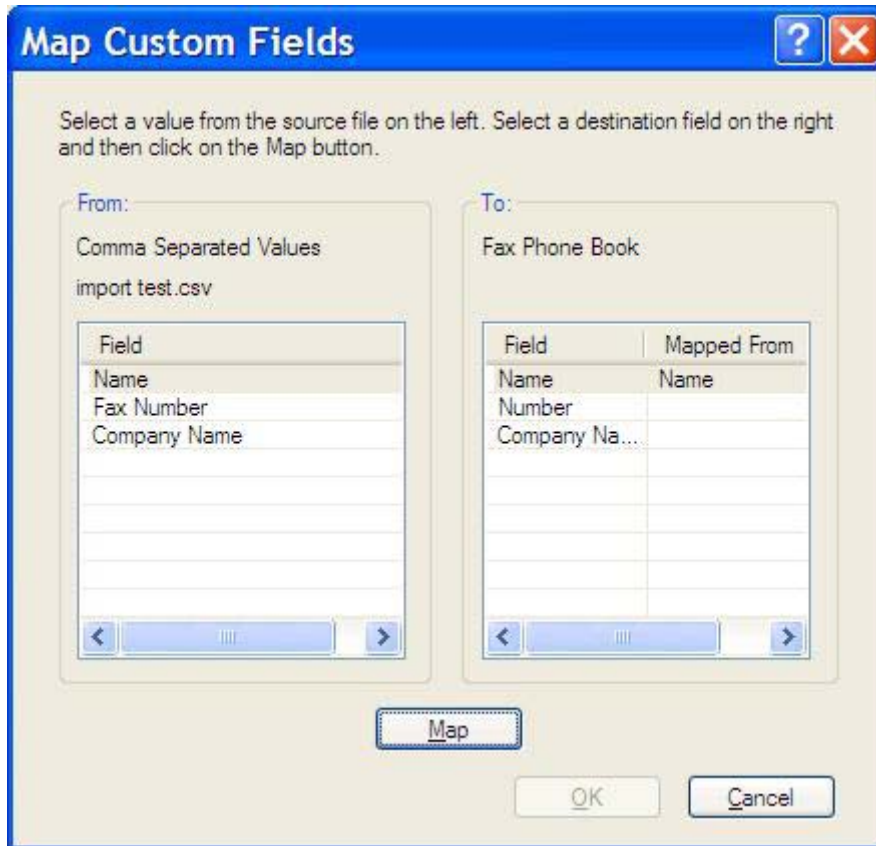 Map Custom Fields
Select a value from the source file on the left. Select a destination field on the right
and then click on the Map button.
From:
Comma Separated Values
import test.csv
Field
Name
Fax Number
Company Name
To:
Fax Phone Book
Field Mapped From
Name Name
Number
Company Na...
Map
OK Cancel